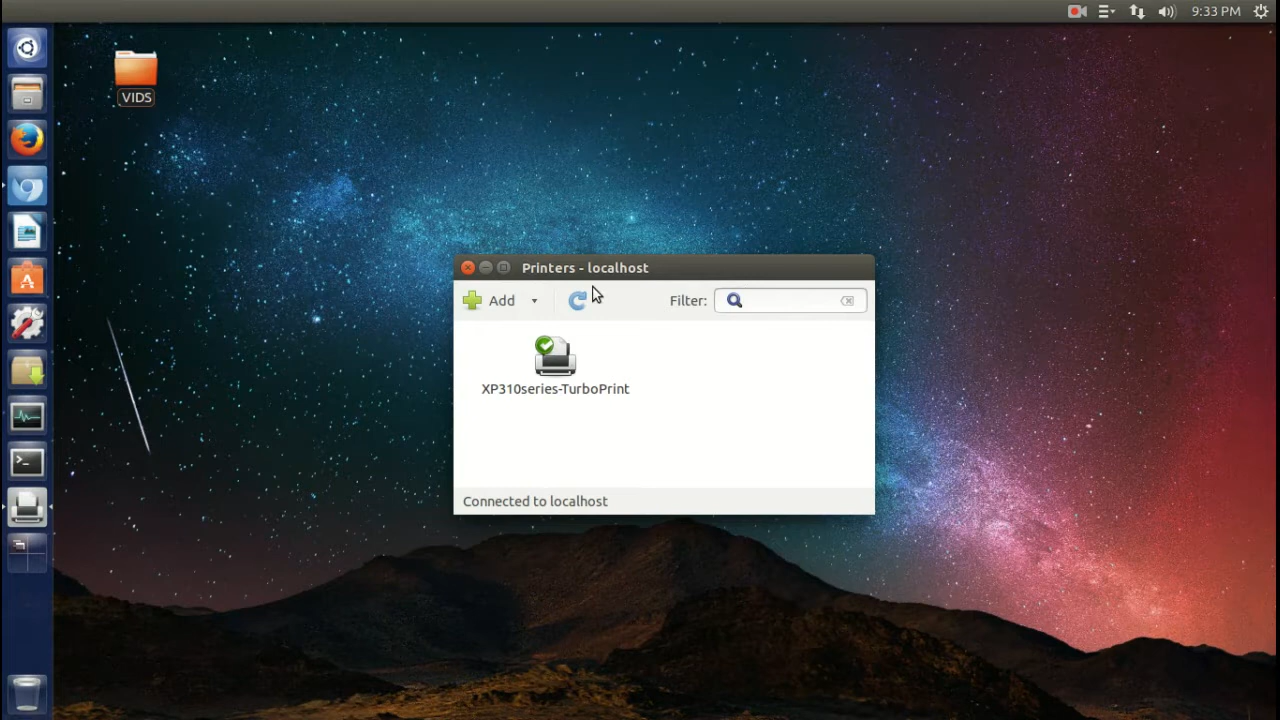 9:33 PM
VIDS
Printers - localhost
Add
Filter:
XP310series-TurboPrint
Connected to localhost